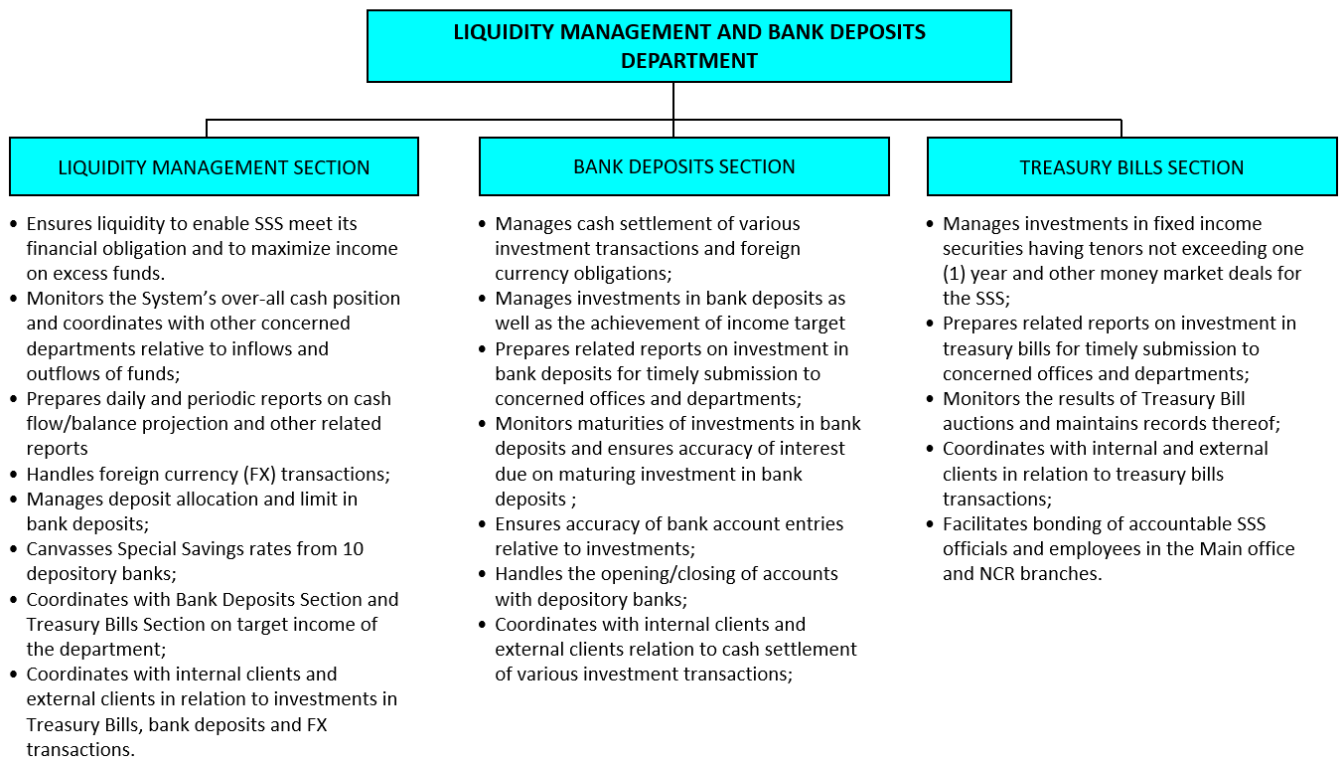 LIQUIDITY MANAGEMENT AND BANK DEPOSITS
DEPARTMENT
LIQUIDITY MANAGEMENT SECTION
• Ensures liquidity to enable SSS meet its
financial obligation and to maximize income
on excess funds.
• Monitors the System’s over-all cash position
and coordinates with other concerned
departments relative to inflows and
outflows of funds;
• Prepares daily and periodic reports on cash
flow/balance projection and other related
reports
• Handles foreign currency (FX) transactions;
• Manages deposit allocation and limit in
bank deposits;
• Canvasses Special Savings rates from 10
depository banks;
• Coordinates with Bank Deposits Section and
Treasury Bills Section on target income of
the department;
• Coordinates with internal clients and
external clients in relation to investments in
Treasury Bills, bank deposits and FX
transactions.
BANK DEPOSITS SECTION
• Manages cash settlement of various
investment transactions and foreign
currency obligations;
• Manages investments in bank deposits as
well as the achievement of income target
• Prepares related reports on investment in
bank deposits for timely submission to
concerned offices and departments;
• Monitors maturities of investments in bank
deposits and ensures accuracy of interest
due on maturing investment in bank
deposits ;
• Ensures accuracy of bank account entries
relative to investments;
• Handles the opening/closing of accounts
with depository banks;
• Coordinates with internal clients and
external clients relation to cash settlement
of various investment transactions;
TREASURY BILLS SECTION
• Manages investments in fixed income
securities having tenors not exceeding one
(1) year and other money market deals for
the SSS;
• Prepares related reports on investment in
treasury bills for timely submission to
concerned offices and departments;
• Monitors the results of Treasury Bill
auctions and maintains records thereof;
• Coordinates with internal and external
clients in relation to treasury bills
transactions;
• Facilitates bonding of accountable SSS
officials and employees in the Main office
and NCR branches.